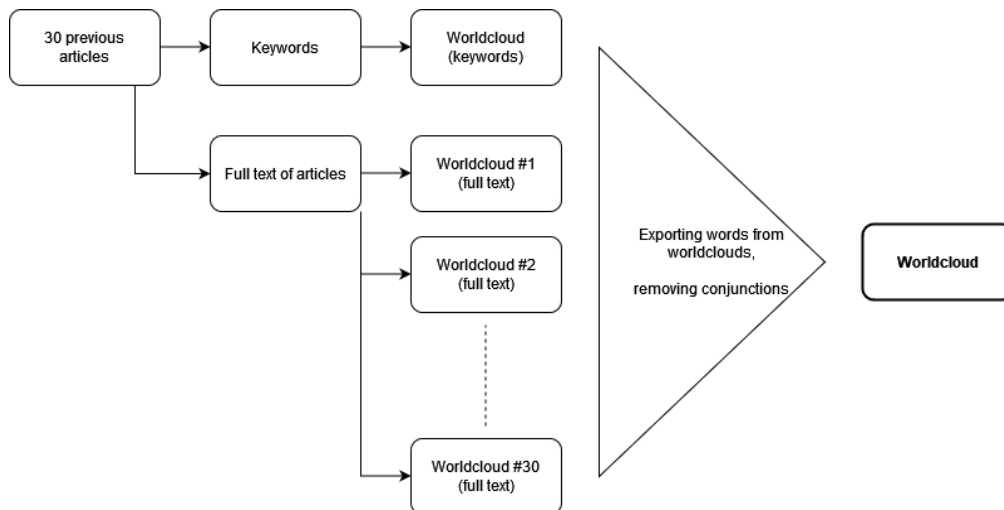 30 previous
articles
Keywords
Worldcloud
(keywords)
Full text of articles
Worldcloud #1
(full text)
Worldcloud #2
(full text)
Worldcloud #30
(full text)
Exporting words from
worldclouds,
removing conjunctions
Worldcloud